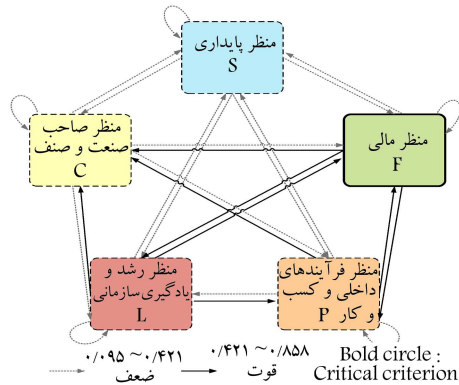 منظر پایداری
S
منظر صاحب
صنعت و صنف
C
منظر مالی
F
منظر رشد و
یادگیری‌سازمانی
L
منظر فرآیندهای
داخلی و کسب
و کار P
۰/۰۹۵ ~ ۰/۴۲۱
ضعف
۰/۴۲۱ ~ ۰/۸۵۸
قوت
Bold circle :
Critical criterion